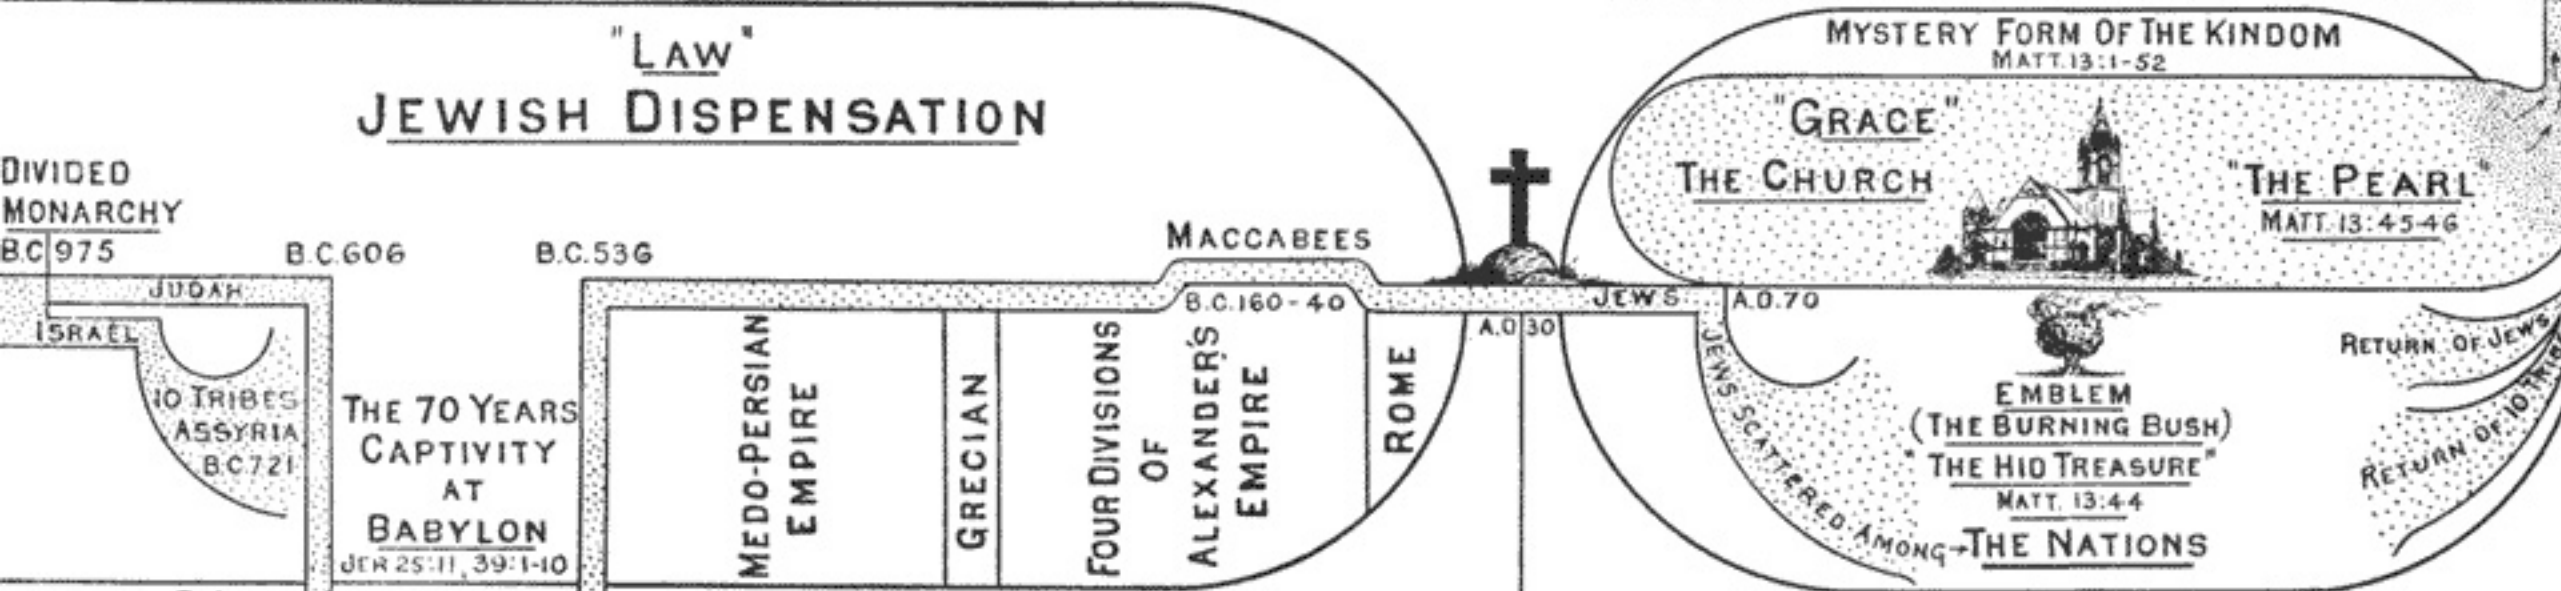 "LAW"
JEWISH DISPENSATION
DIVIDED
MONARCHY
B.C. 975
B.C. 606
B.C. 536
JUDAH
ISRAEL
10 TRIBES
ASSYRIA
B.C. 721
THE 70 YEARS
CAPTIVITY
AT
BABYLON
JER 25:11, 39:1-10
MACCABEES
B.C. 160-40
MEDO-PERSIAN
EMPIRE
GRECIAN
FOUR DIVISIONS
OF
ALEXANDER'S
EMPIRE
ROME
A.D 30
JEWS
A.D. 70
MYSTERY FORM OF THE KINDOM
MATT. 13:1-52
"GRACE"
THE CHURCH
"THE PEARL"
MATT. 13:45-46
JEWS SCATTERED AMONG
THE NATIONS
EMBLEM
(THE BURNING BUSH)
"THE HID TREASURE"
MATT. 13:44
RETURN OF JEWS
RETURN OF 10 TRIBES